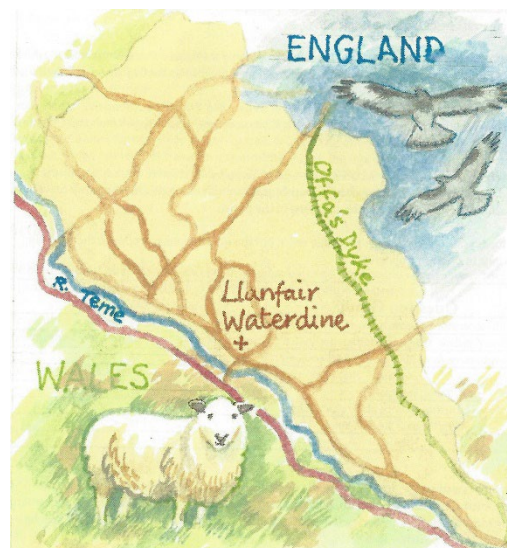 ENGLAND
Offa's Dyke
Llanfair
Waterdine
R. Teme
WALES